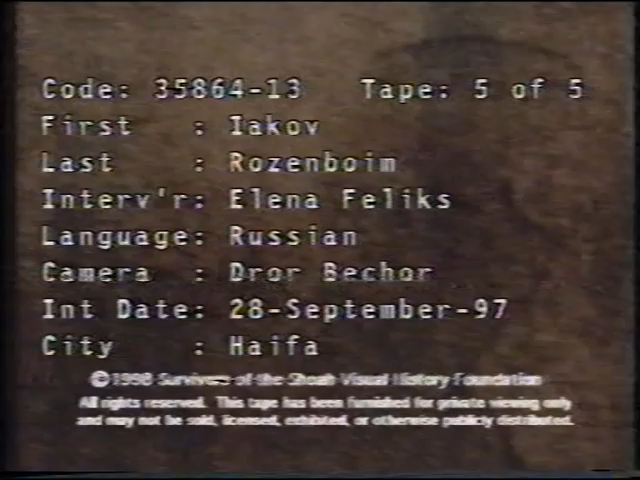 Code: 35864-13 Tape: 5 of 5
First : Iakov
Last : Rozenboim
Interv'r: Elena Feliks
Language: Russian
Camera : Dror Bechor
Int Date: 28-September-97
City : Haifa
©1998 Survivors of the Shoah Visual History Foundation
All rights reserved. This tape has been furnished for private viewing only
and may not be sold, licensed, exhibited, or otherwise publicly distributed.